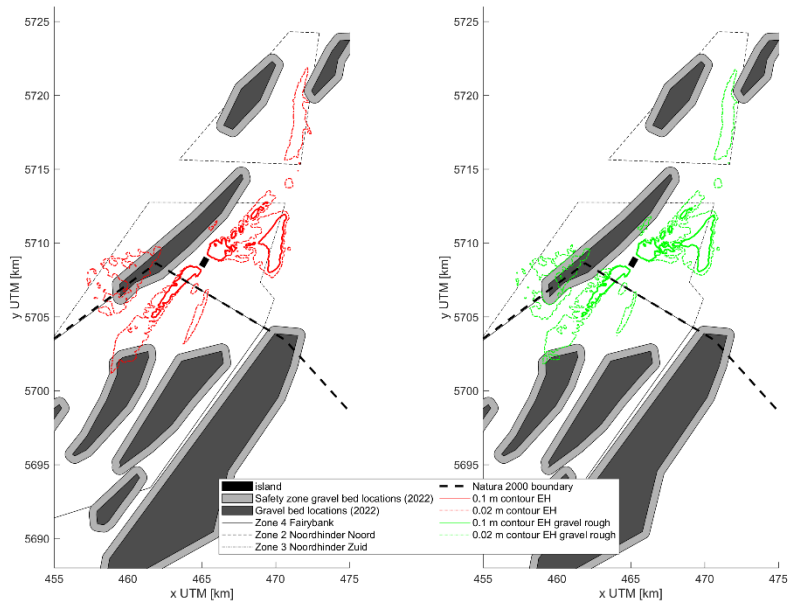 5725
5720
5715
5710
5705
5700
5695
5690
y UTM [km]
455
460
465
470
475
x UTM [km]
5725
5720
5715
5710
5705
5700
5695
5690
y UTM [km]
455
460
465
470
475
x UTM [km]
island
Safety zone gravel bed locations (2022)
Gravel bed locations (2022)
Zone 4 Fairybank
Zone 2 Noordhinder Noord
Zone 3 Noordhinder Zuid
Natura 2000 boundary
0.1 m contour EH
0.02 m contour EH
0.1 m contour EH gravel rough
0.02 m contour EH gravel rough